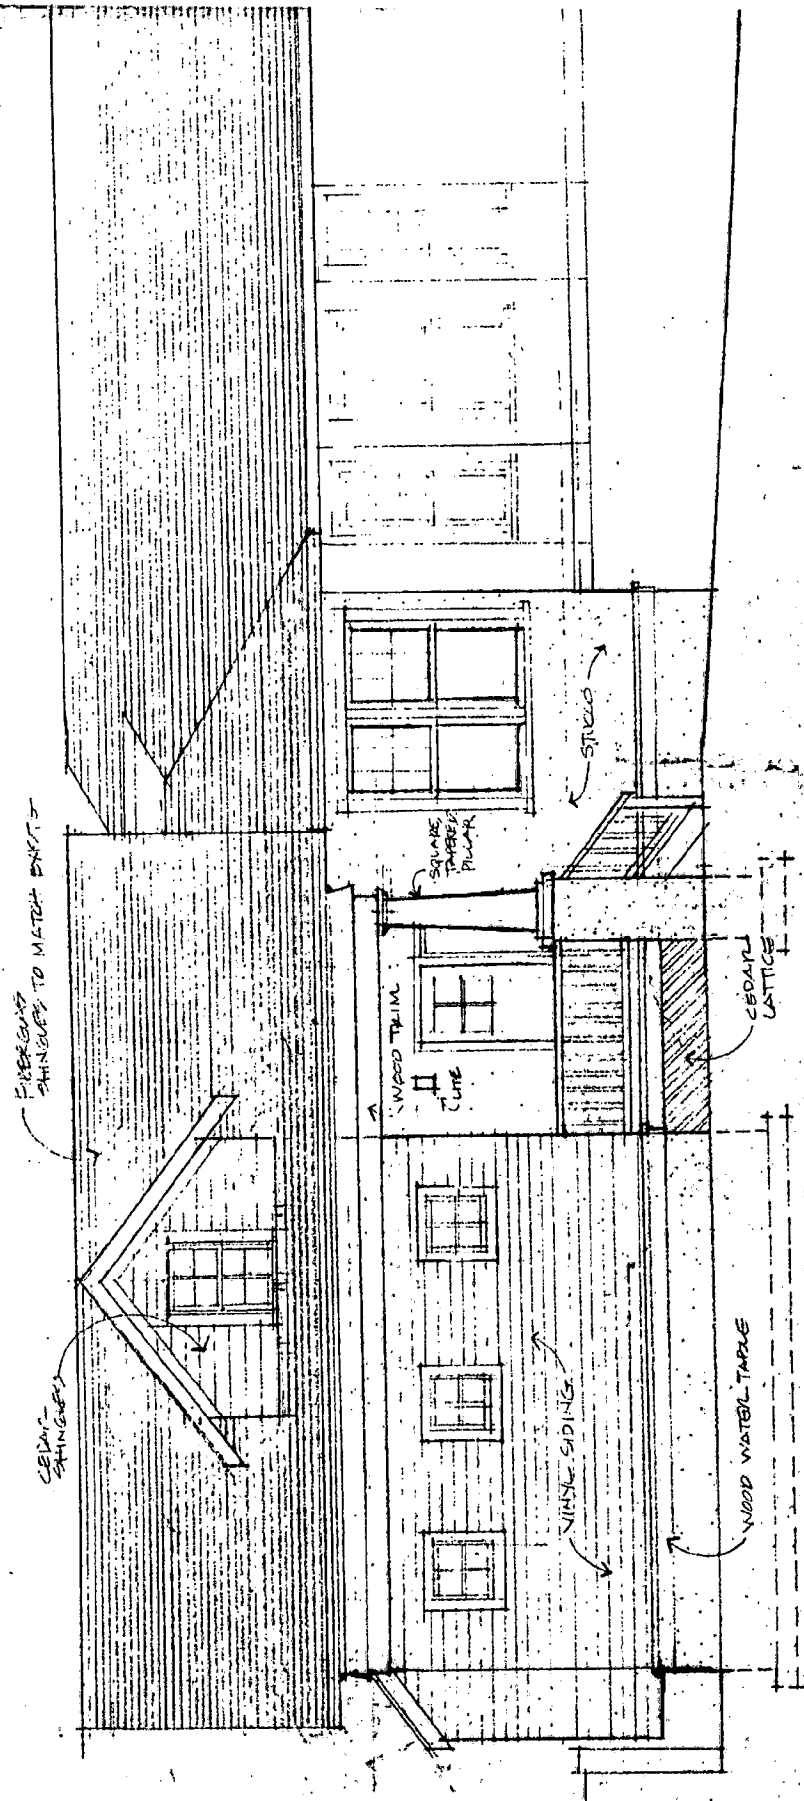 FIBERGLAS
SHINGLES TO MATCH EXIST'G
CEDAR
SHINGLES
SQUARE,
TAPERED
PILLAR
STUCCO
WOOD TRIM
LITE
CEDAR
LATTICE
VINYL SIDING
WOOD WATER TABLE